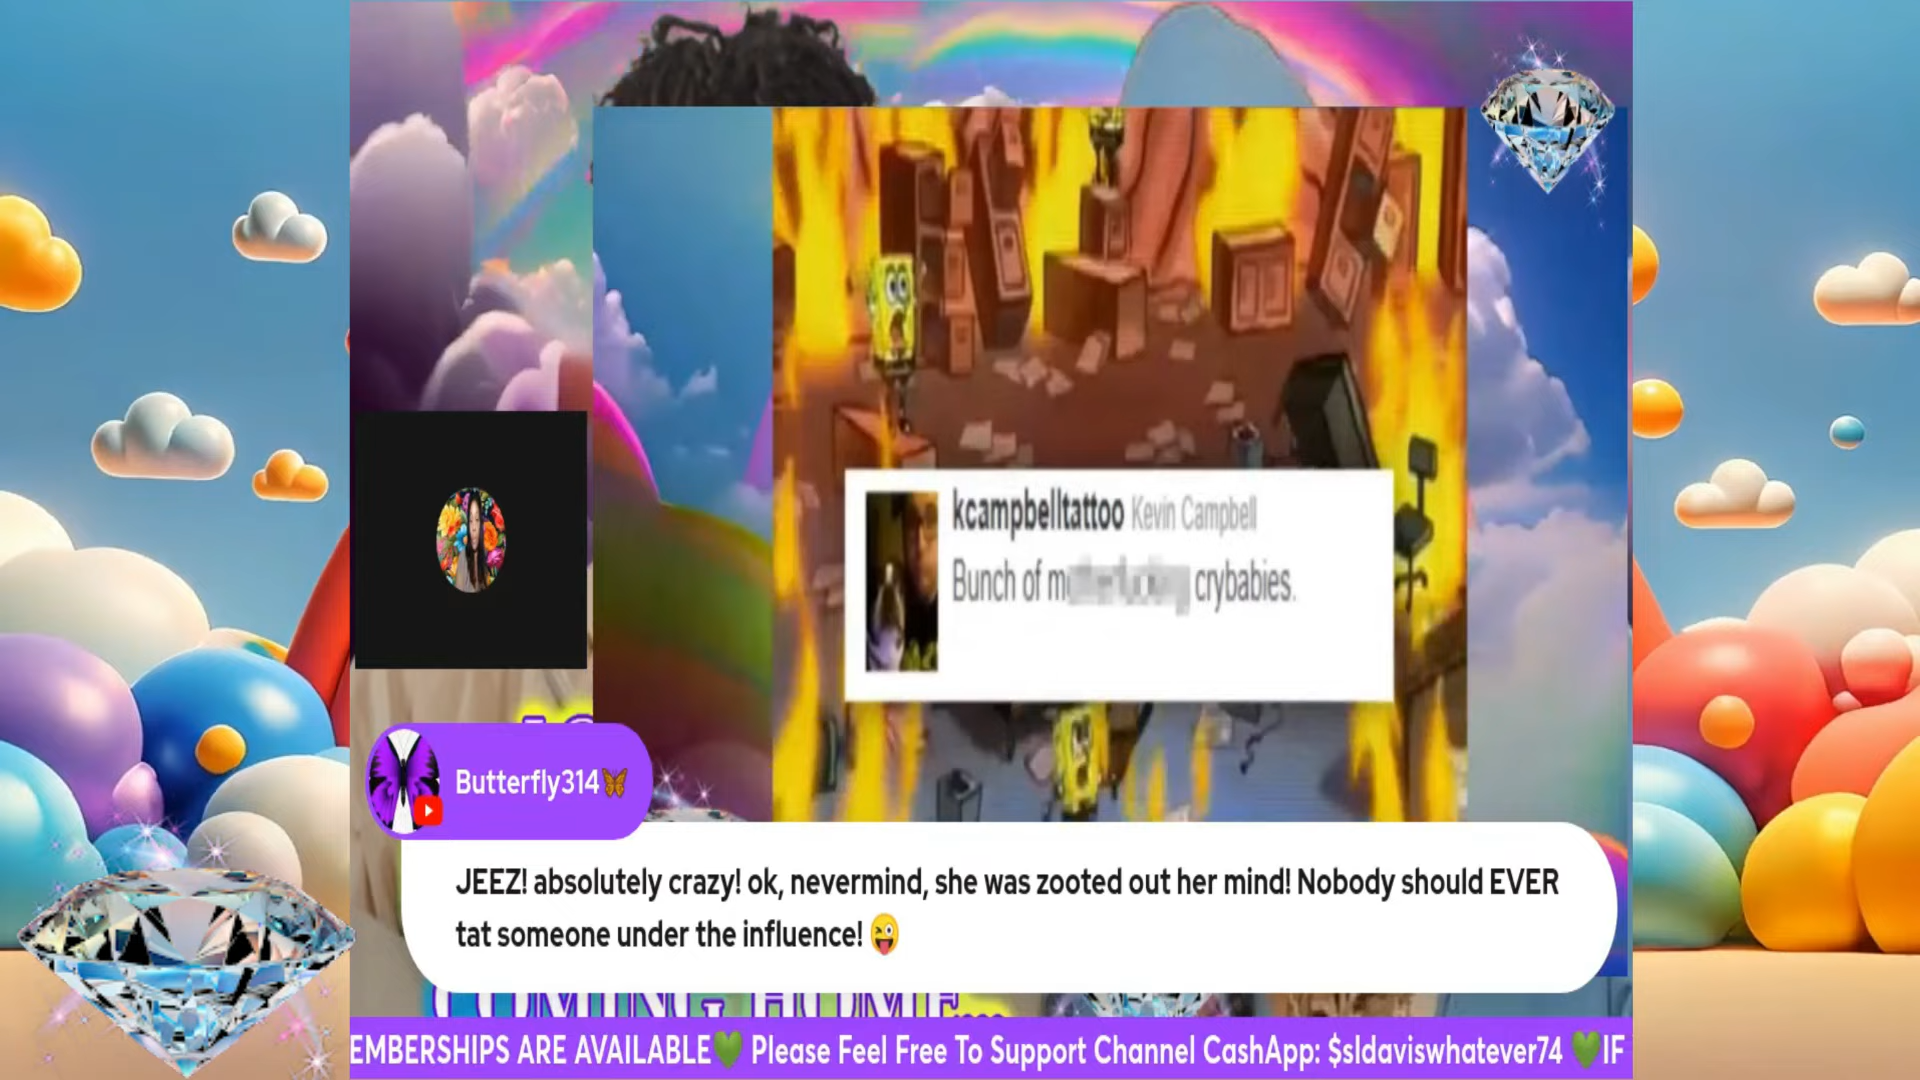 kcampbelltattoo Kevin Campbell
Bunch of crybabies.
Butterfly314🦋
JEEZ! absolutely crazy! ok, nevermind, she was zooted out her mind! Nobody should EVER
tat someone under the influence! 😜
COMING HOME....
EMBERSHIPS ARE AVAILABLE💚 Please Feel Free To Support Channel CashApp: $sldaviswhatever74 💚IF